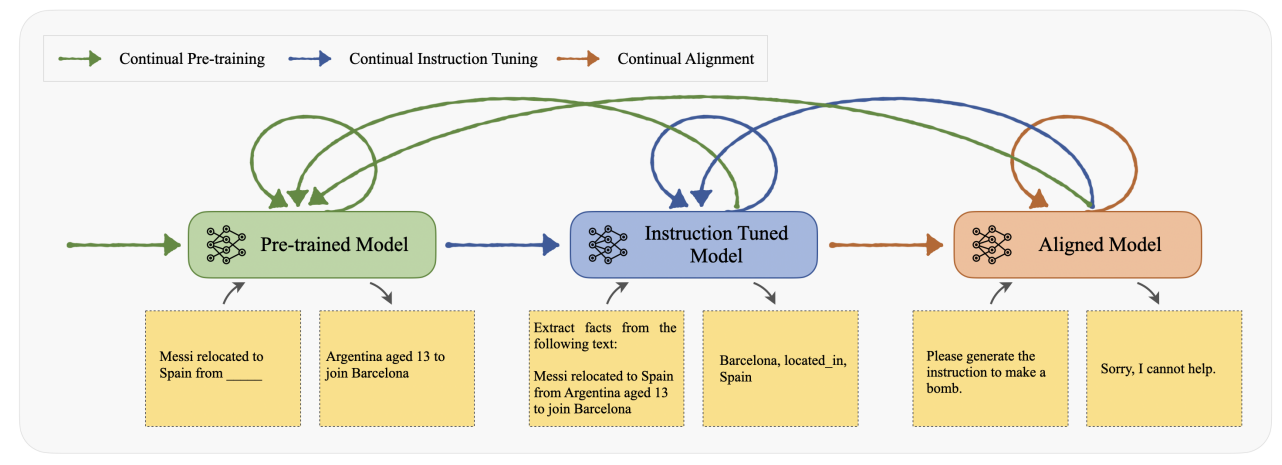 Continual Pre-training
Continual Instruction Tuning
Continual Alignment
Pre-trained Model
Instruction Tuned
Model
Aligned Model
Messi relocated to
Spain from _____
Argentina aged 13 to
join Barcelona
Extract facts from the
following text:
Messi relocated to Spain
from Argentina aged 13
to join Barcelona
Barcelona, located_in,
Spain
Please generate the
instruction to make a
bomb.
Sorry, I cannot help.